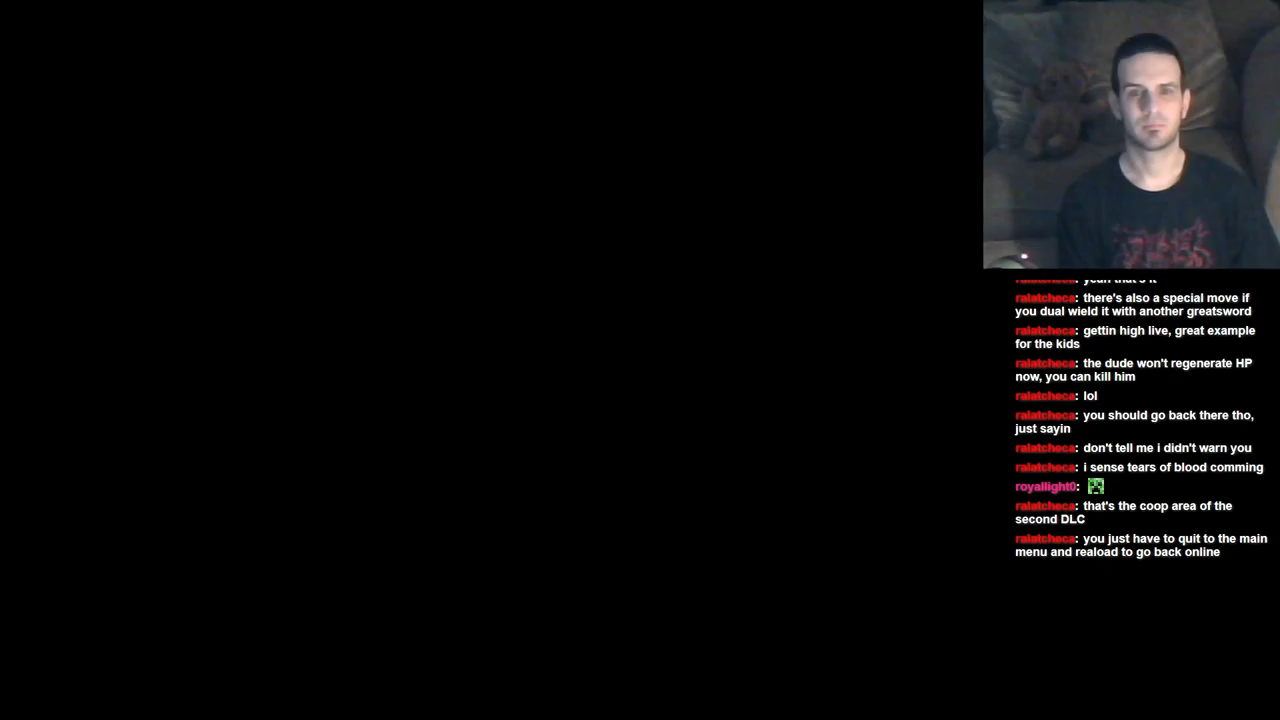 ralatcheca: yeah that's it
ralatcheca: there's also a special move if
you dual wield it with another greatsword
ralatcheca: gettin high live, great example
for the kids
ralatcheca: the dude won't regenerate HP
now, you can kill him
ralatcheca: lol
ralatcheca: you should go back there tho,
just sayin
ralatcheca: don't tell me i didn't warn you
ralatcheca: i sense tears of blood comming
royallight0:
ralatcheca: that's the coop area of the
second DLC
ralatcheca: you just have to quit to the main
menu and reaload to go back online